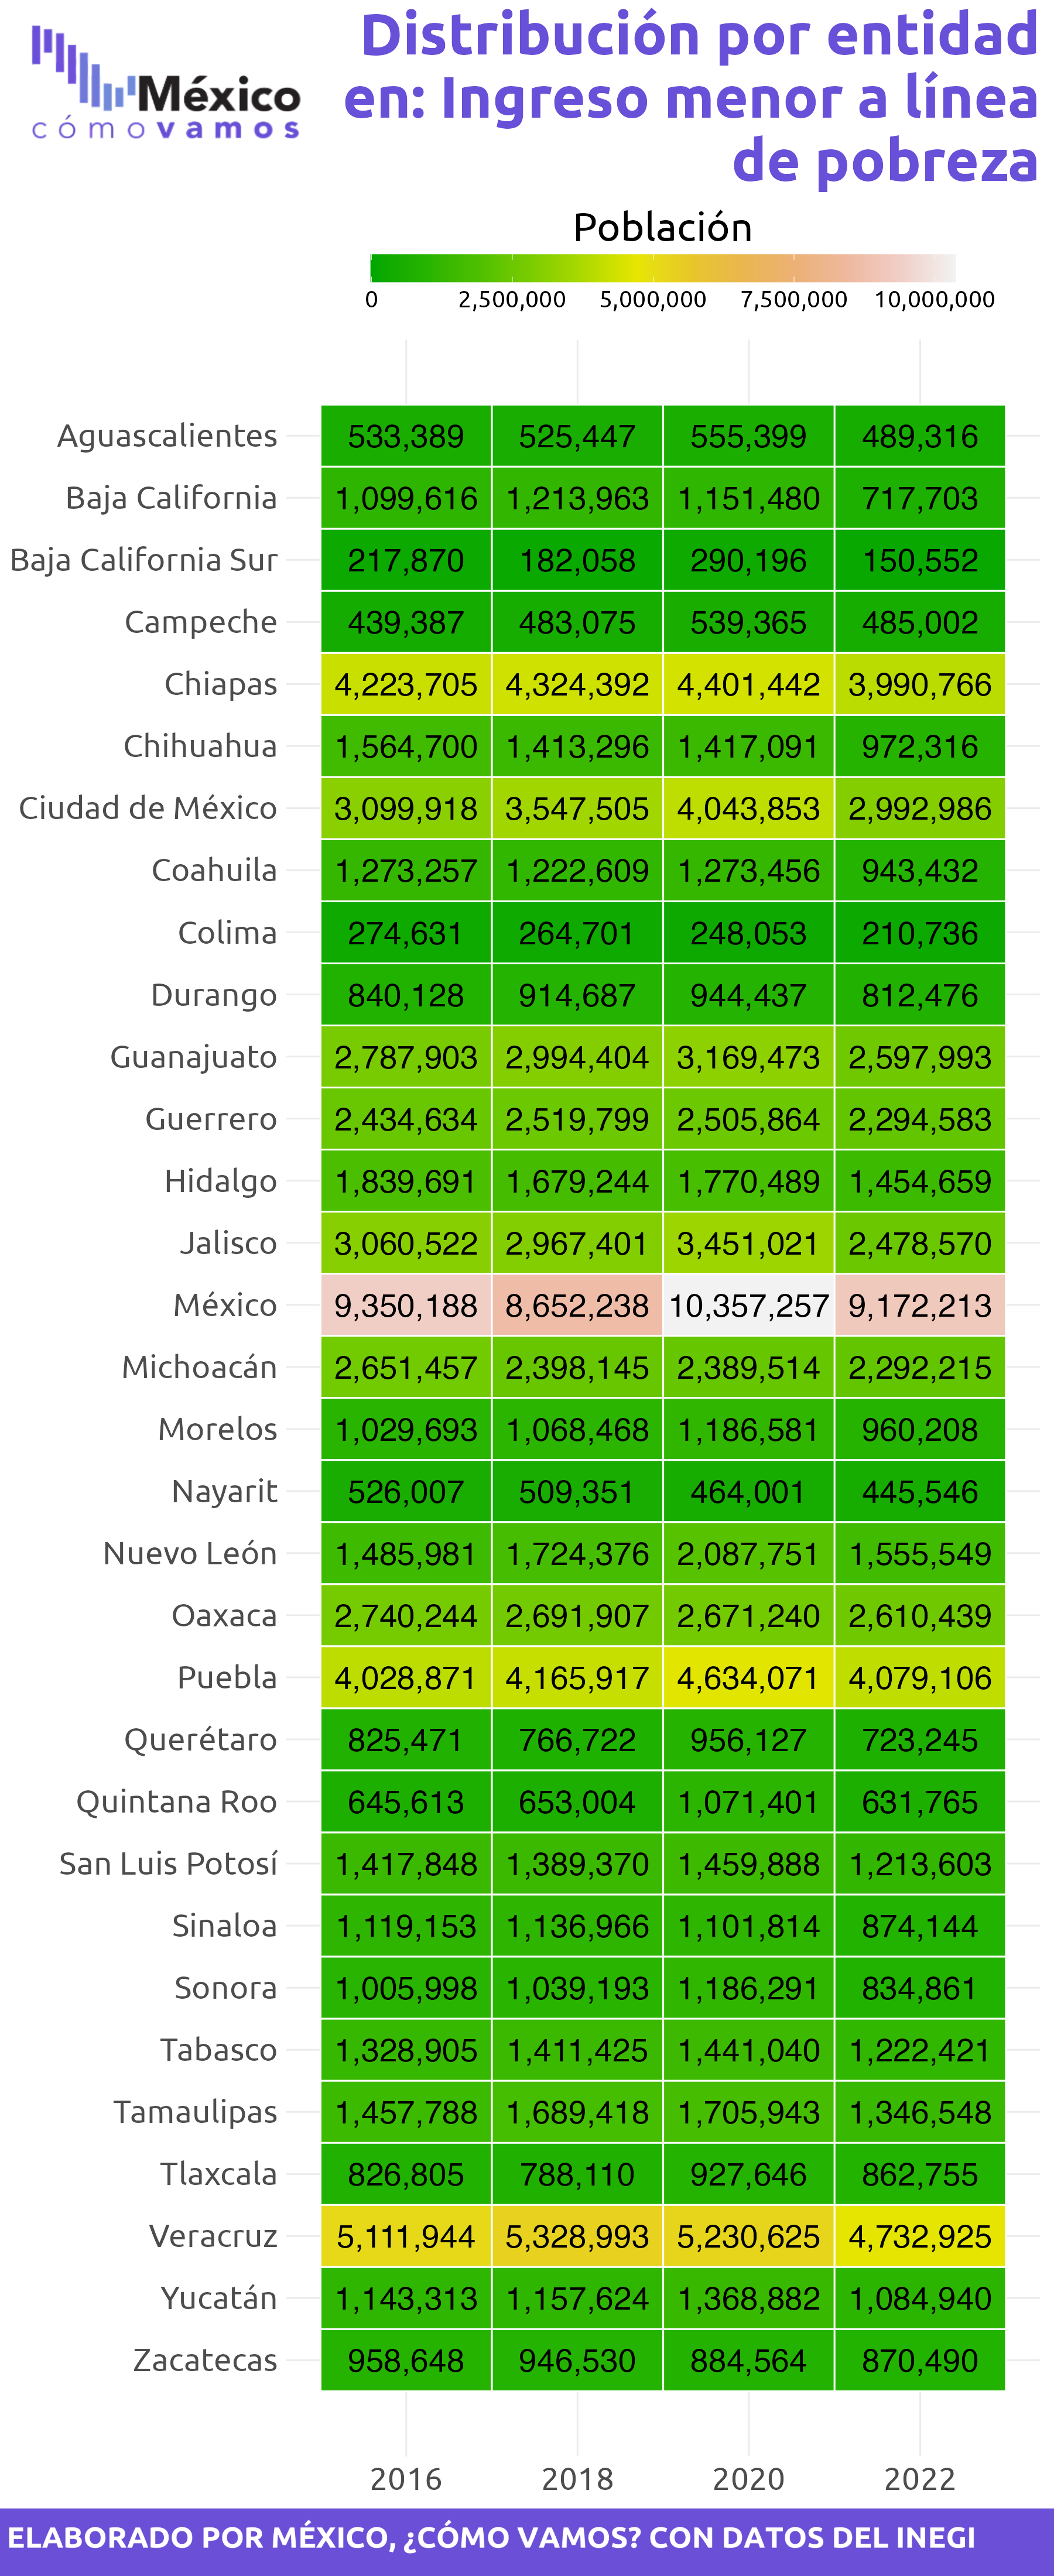 México
cómovamos
Distribución por entidad
en: Ingreso menor a línea
de pobreza
Población
0 2,500,000 5,000,000 7,500,000 10,000,000
Aguascalientes 533,389 525,447 555,399 489,316
Baja California 1,099,616 1,213,963 1,151,480 717,703
Baja California Sur 217,870 182,058 290,196 150,552
Campeche 439,387 483,075 539,365 485,002
Chiapas 4,223,705 4,324,392 4,401,442 3,990,766
Chihuahua 1,564,700 1,413,296 1,417,091 972,316
Ciudad de México 3,099,918 3,547,505 4,043,853 2,992,986
Coahuila 1,273,257 1,222,609 1,273,456 943,432
Colima 274,631 264,701 248,053 210,736
Durango 840,128 914,687 944,437 812,476
Guanajuato 2,787,903 2,994,404 3,169,473 2,597,993
Guerrero 2,434,634 2,519,799 2,505,864 2,294,583
Hidalgo 1,839,691 1,679,244 1,770,489 1,454,659
Jalisco 3,060,522 2,967,401 3,451,021 2,478,570
México 9,350,188 8,652,238 10,357,257 9,172,213
Michoacán 2,651,457 2,398,145 2,389,514 2,292,215
Morelos 1,029,693 1,068,468 1,186,581 960,208
Nayarit 526,007 509,351 464,001 445,546
Nuevo León 1,485,981 1,724,376 2,087,751 1,555,549
Oaxaca 2,740,244 2,691,907 2,671,240 2,610,439
Puebla 4,028,871 4,165,917 4,634,071 4,079,106
Querétaro 825,471 766,722 956,127 723,245
Quintana Roo 645,613 653,004 1,071,401 631,765
San Luis Potosí 1,417,848 1,389,370 1,459,888 1,213,603
Sinaloa 1,119,153 1,136,966 1,101,814 874,144
Sonora 1,005,998 1,039,193 1,186,291 834,861
Tabasco 1,328,905 1,411,425 1,441,040 1,222,421
Tamaulipas 1,457,788 1,689,418 1,705,943 1,346,548
Tlaxcala 826,805 788,110 927,646 862,755
Veracruz 5,111,944 5,328,993 5,230,625 4,732,925
Yucatán 1,143,313 1,157,624 1,368,882 1,084,940
Zacatecas 958,648 946,530 884,564 870,490
2016 2018 2020 2022
ELABORADO POR MÉXICO, ¿CÓMO VAMOS? CON DATOS DEL INEGI